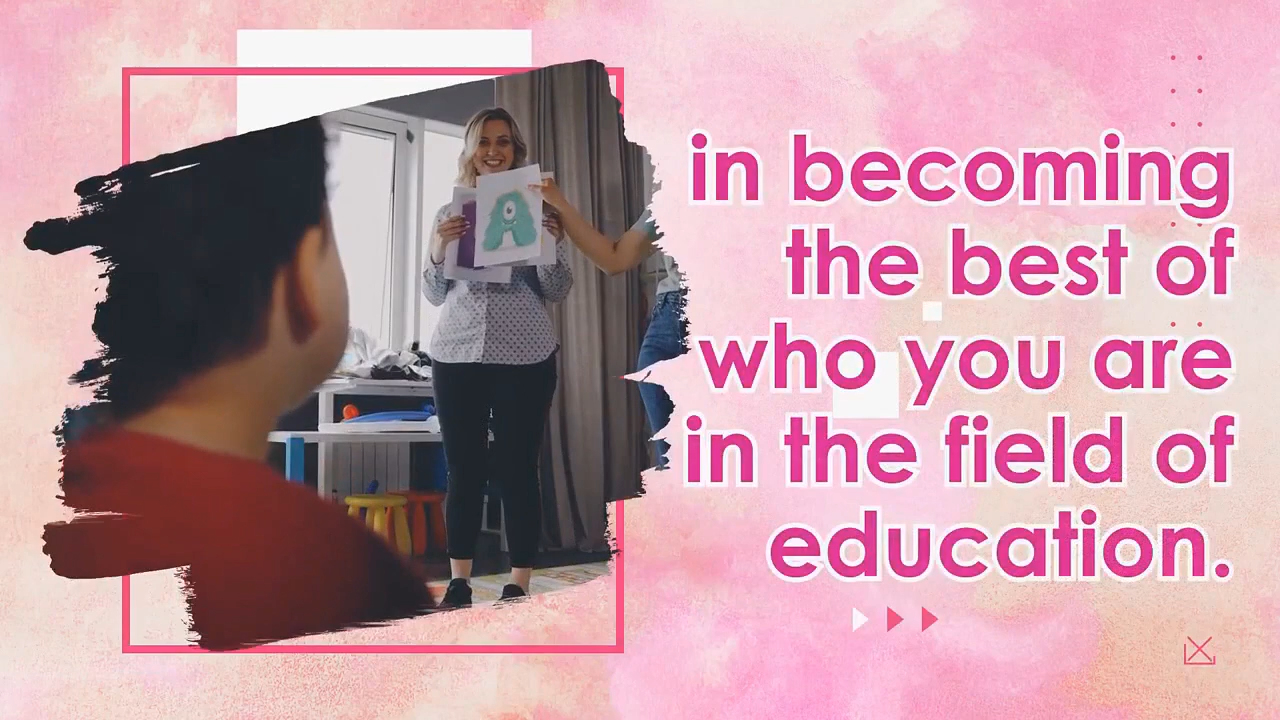 in becoming
the best of
who you are
in the field of
education.